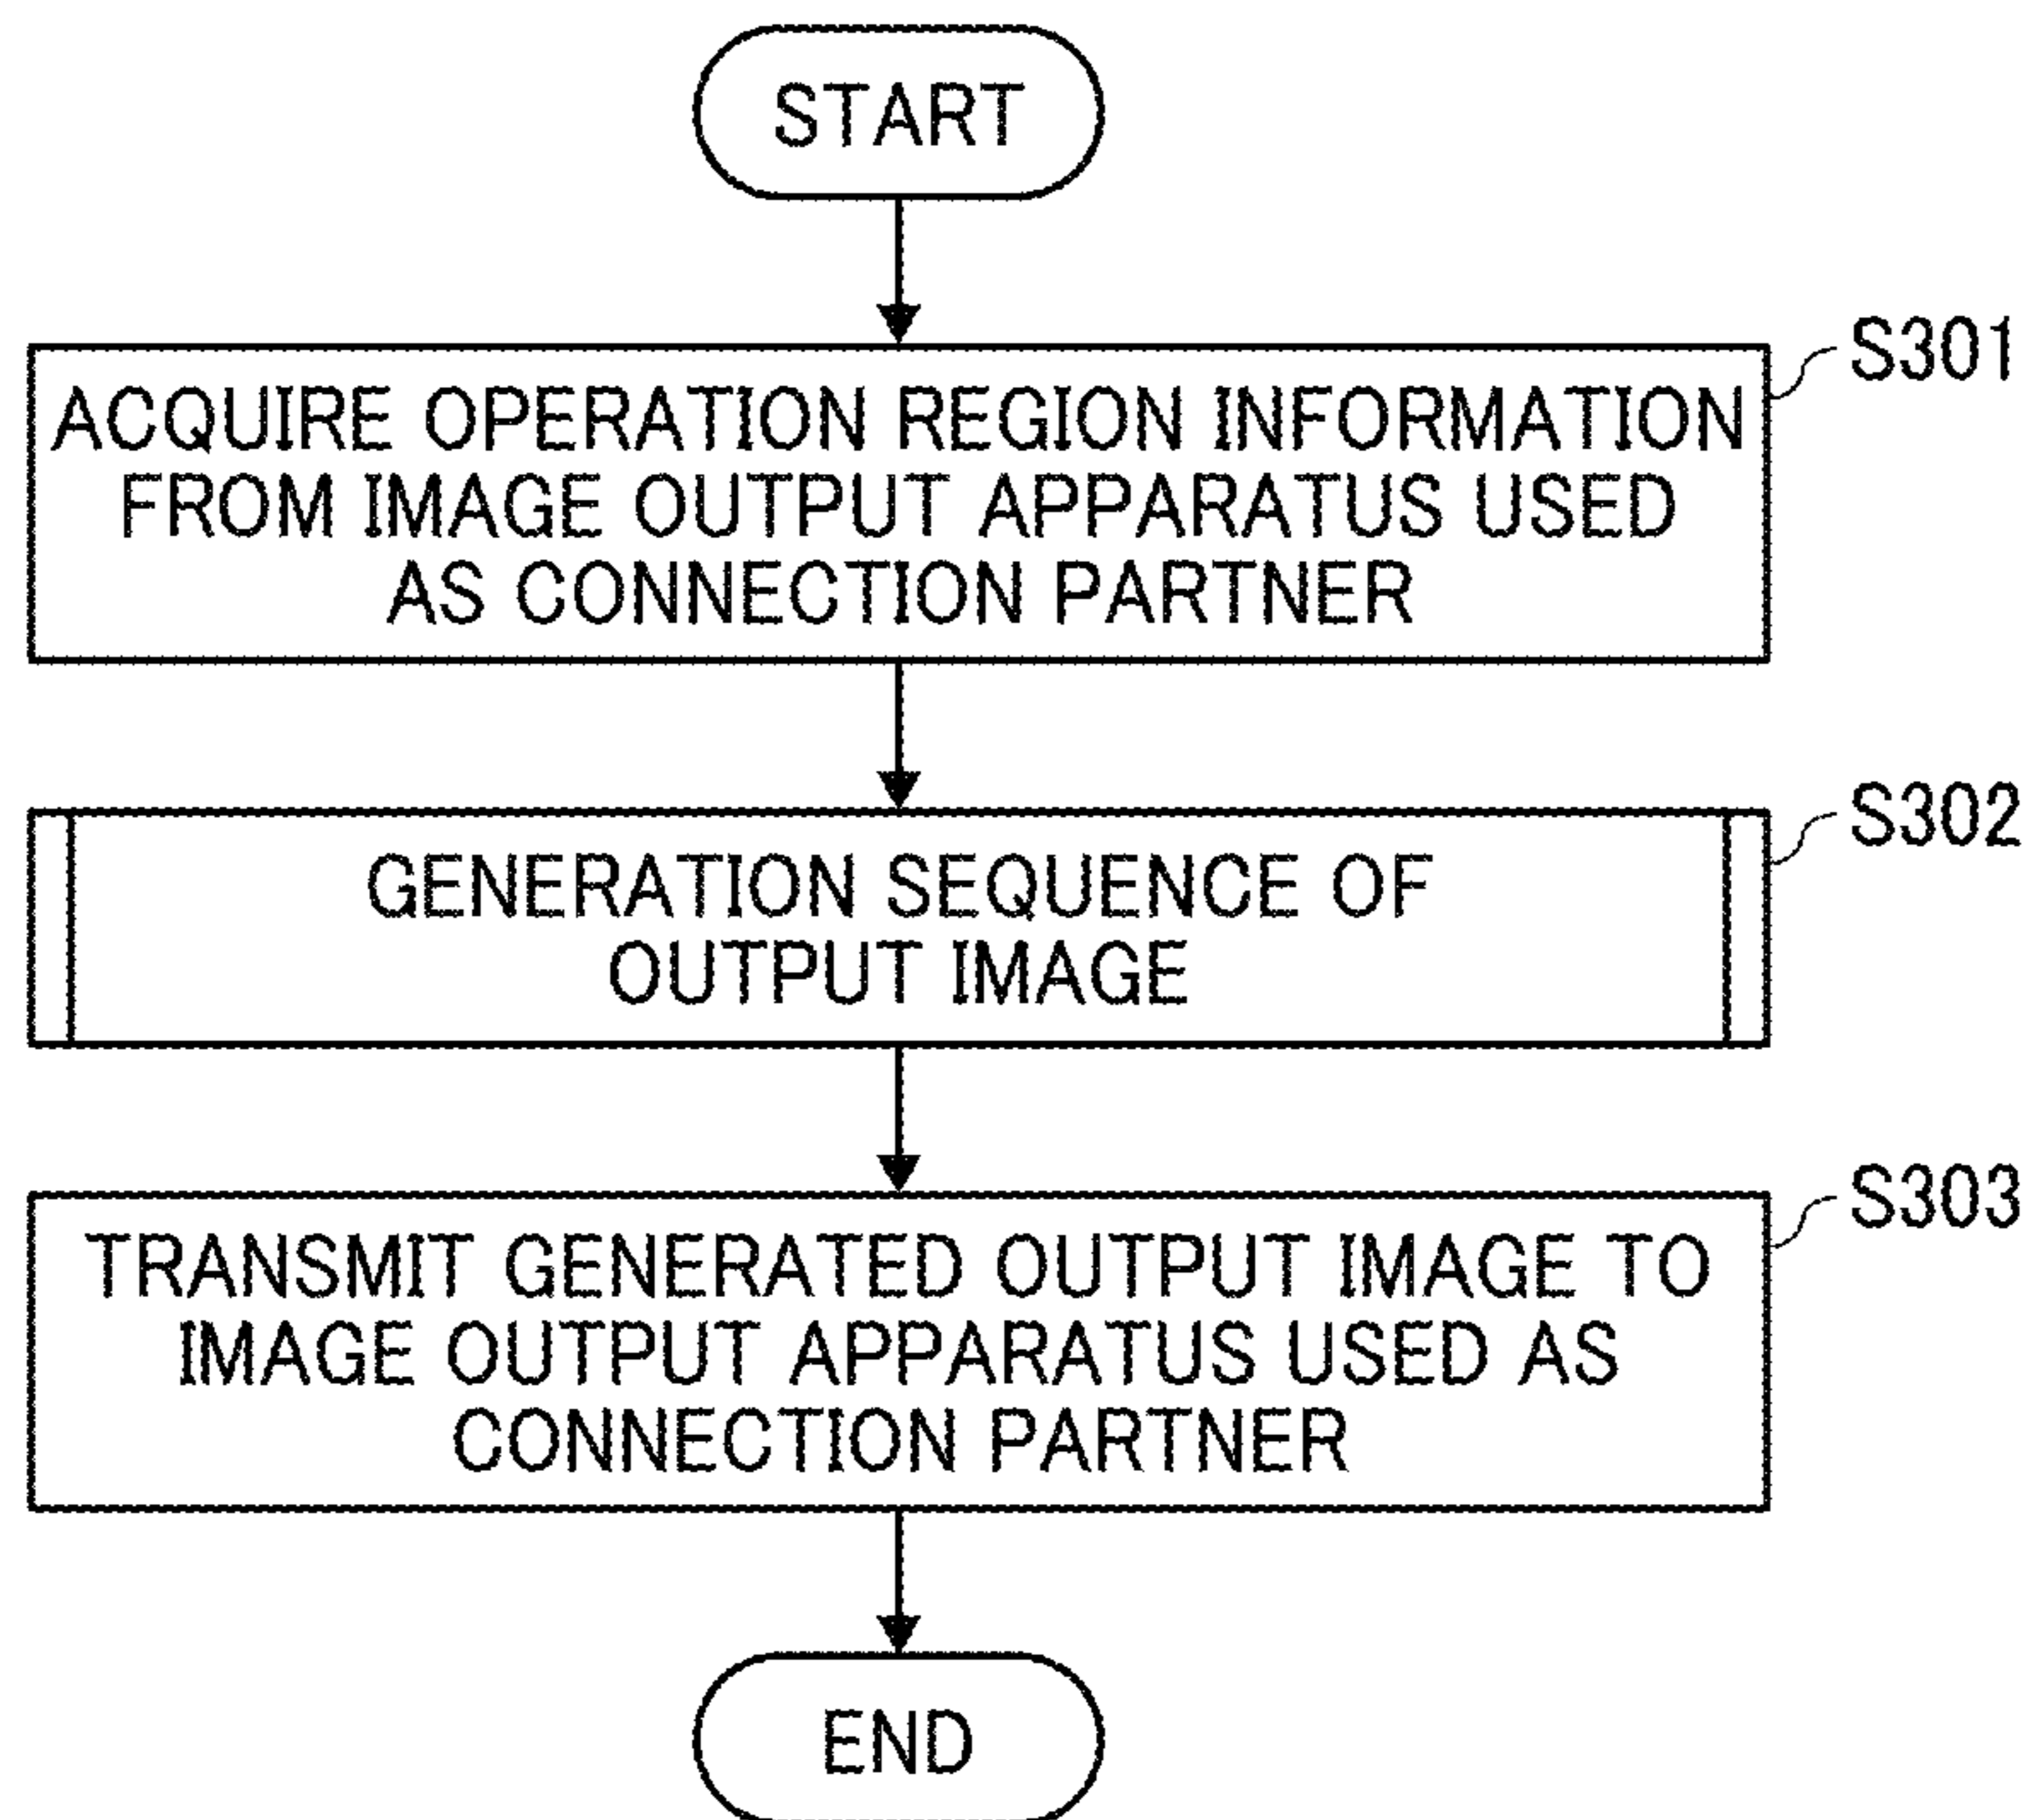 START
S301
ACQUIRE OPERATION REGION INFORMATION
FROM IMAGE OUTPUT APPARATUS USED
AS CONNECTION PARTNER
S302
GENERATION SEQUENCE OF
OUTPUT IMAGE
S303
TRANSMIT GENERATED OUTPUT IMAGE TO
IMAGE OUTPUT APPARATUS USED AS
CONNECTION PARTNER
END